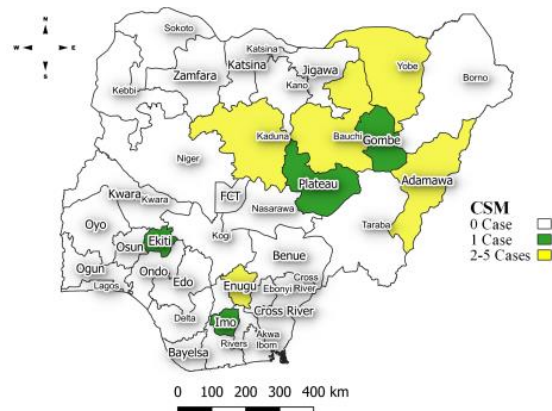 N
W E
S
Sokoto
Katsina
Katsina
Jigawa
Yobe
Borno
Zamfara
Kebbi
Kano
Kaduna
Bauchi
Gombe
Niger
Plateau
Adamawa
FCT
Kwara
Kwara
Nasarawa
Taraba
Oyo
Ekiti
Kogi
Osun
Benue
Ogun
Ondo
Edo
Enugu
Cross
Ebonyi River
Lagos
Delta
Imo
Cross River
Rivers
Akwa
Ibom
Bayelsa
CSM
0 Case
1 Case
2-5 Cases
0 100 200 300 400 km